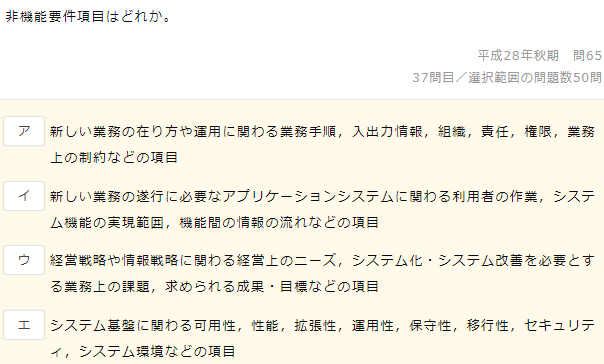 非機能要件項目はどれか。
平成28年秋期　問65
37問目／選択範囲の問題数50問
ア
新しい業務の在り方や運用に関わる業務手順，入出力情報，組織，責任，権限，業務
上の制約などの項目
イ
新しい業務の遂行に必要なアプリケーションシステムに関わる利用者の作業，システ
ム機能の実現範囲，機能間の情報の流れなどの項目
ウ
経営戦略や情報戦略に関わる経営上のニーズ，システム化・システム改善を必要とす
る業務上の課題，求められる成果・目標などの項目
エ
システム基盤に関わる可用性，性能，拡張性，運用性，保守性，移行性，セキュリテ
ィ，システム環境などの項目